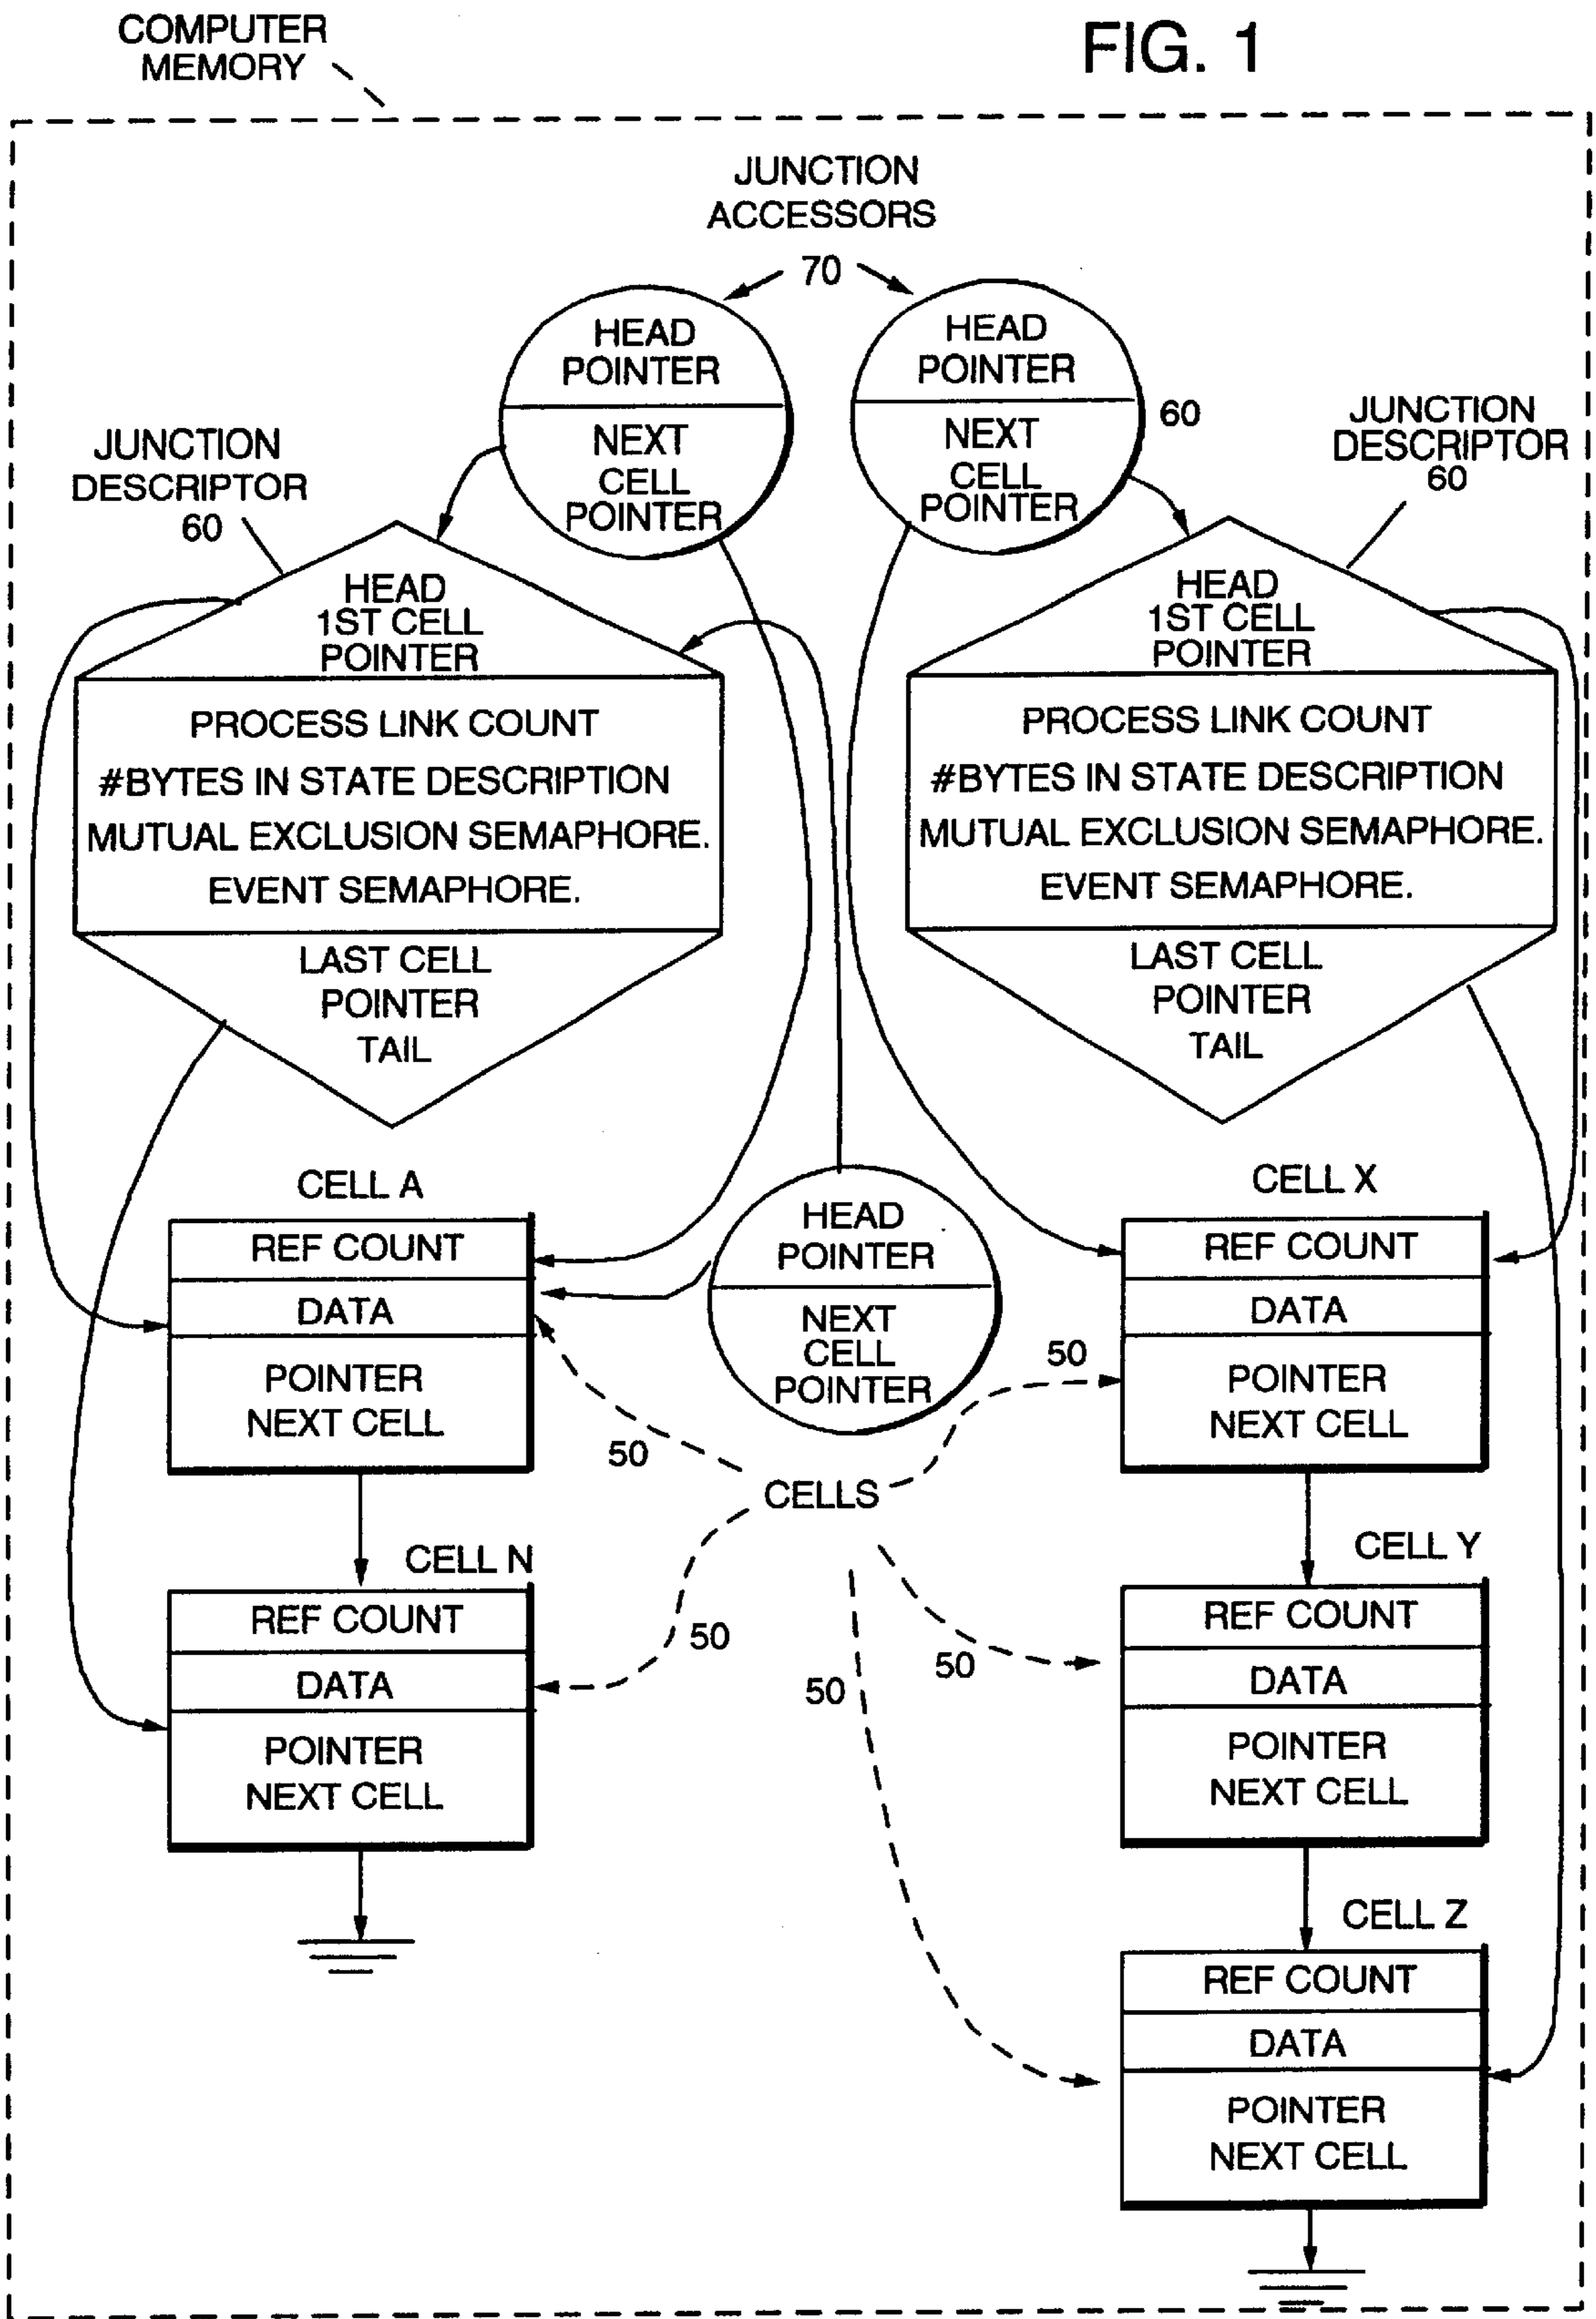 COMPUTER
MEMORY
FIG. 1
JUNCTION
ACCESSORS
70
HEAD
POINTER
NEXT
CELL
POINTER
HEAD
POINTER
NEXT
CELL
POINTER
60
JUNCTION
DESCRIPTOR
60
JUNCTION
DESCRIPTOR
60
HEAD
1ST CELL
POINTER
PROCESS LINK COUNT
#BYTES IN STATE DESCRIPTION
MUTUAL EXCLUSION SEMAPHORE.
EVENT SEMAPHORE.
LAST CELL
POINTER
TAIL
HEAD
1ST CELL
POINTER
PROCESS LINK COUNT
#BYTES IN STATE DESCRIPTION
MUTUAL EXCLUSION SEMAPHORE.
EVENT SEMAPHORE.
LAST CELL
POINTER
TAIL
CELL A
REF COUNT
DATA
POINTER
NEXT CELL
HEAD
POINTER
NEXT
CELL
POINTER
CELL X
REF COUNT
DATA
POINTER
NEXT CELL
50
50
CELLS
CELL N
REF COUNT
DATA
POINTER
NEXT CELL
50
50
50
CELL Y
REF COUNT
DATA
POINTER
NEXT CELL
CELL Z
REF COUNT
DATA
POINTER
NEXT CELL